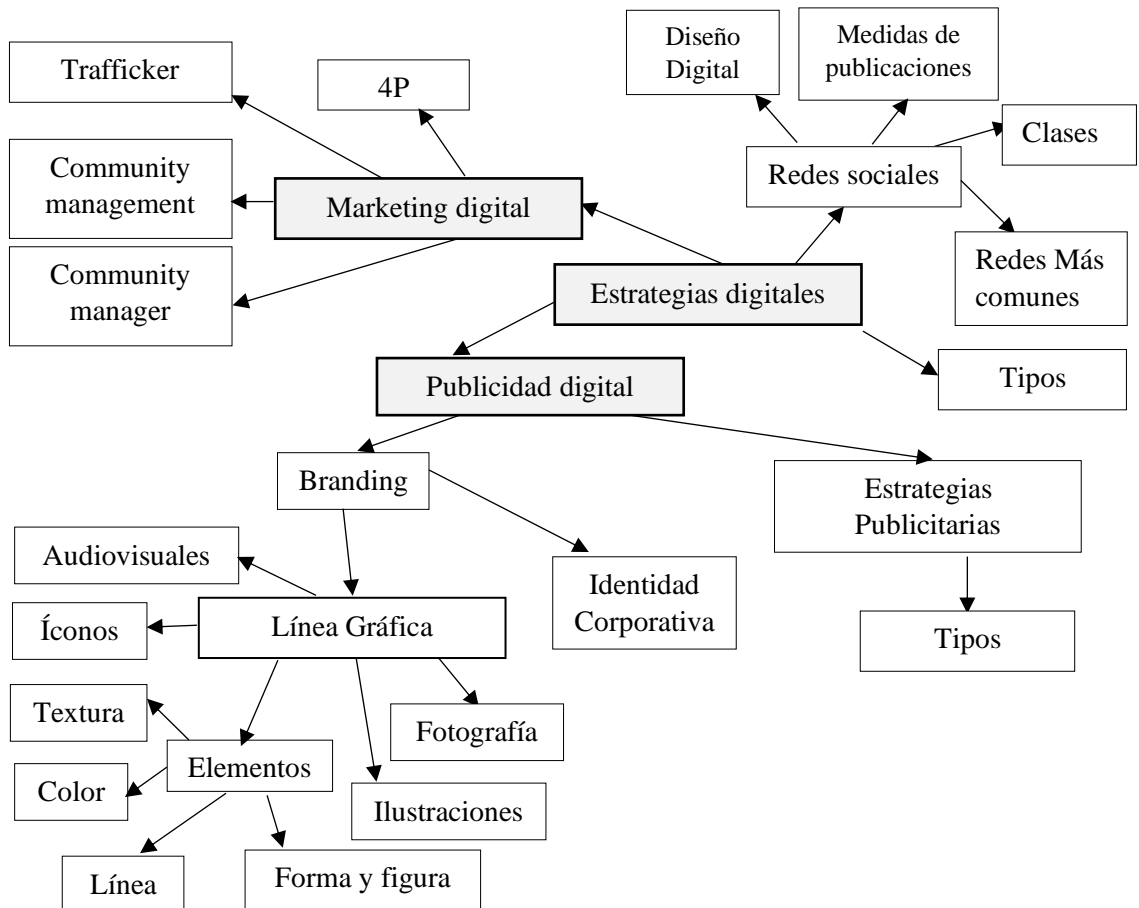 Trafficker
4P
Diseño
Digital
Medidas de
publicaciones
Clases
Community
management
Marketing digital
Redes sociales
Community
manager
Estrategias digitales
Redes Más
comunes
Publicidad digital
Tipos
Branding
Estrategias
Publicitarias
Audiovisuales
Identidad
Corporativa
Íconos
Línea Gráfica
Tipos
Textura
Fotografía
Elementos
Color
Ilustraciones
Línea
Forma y figura